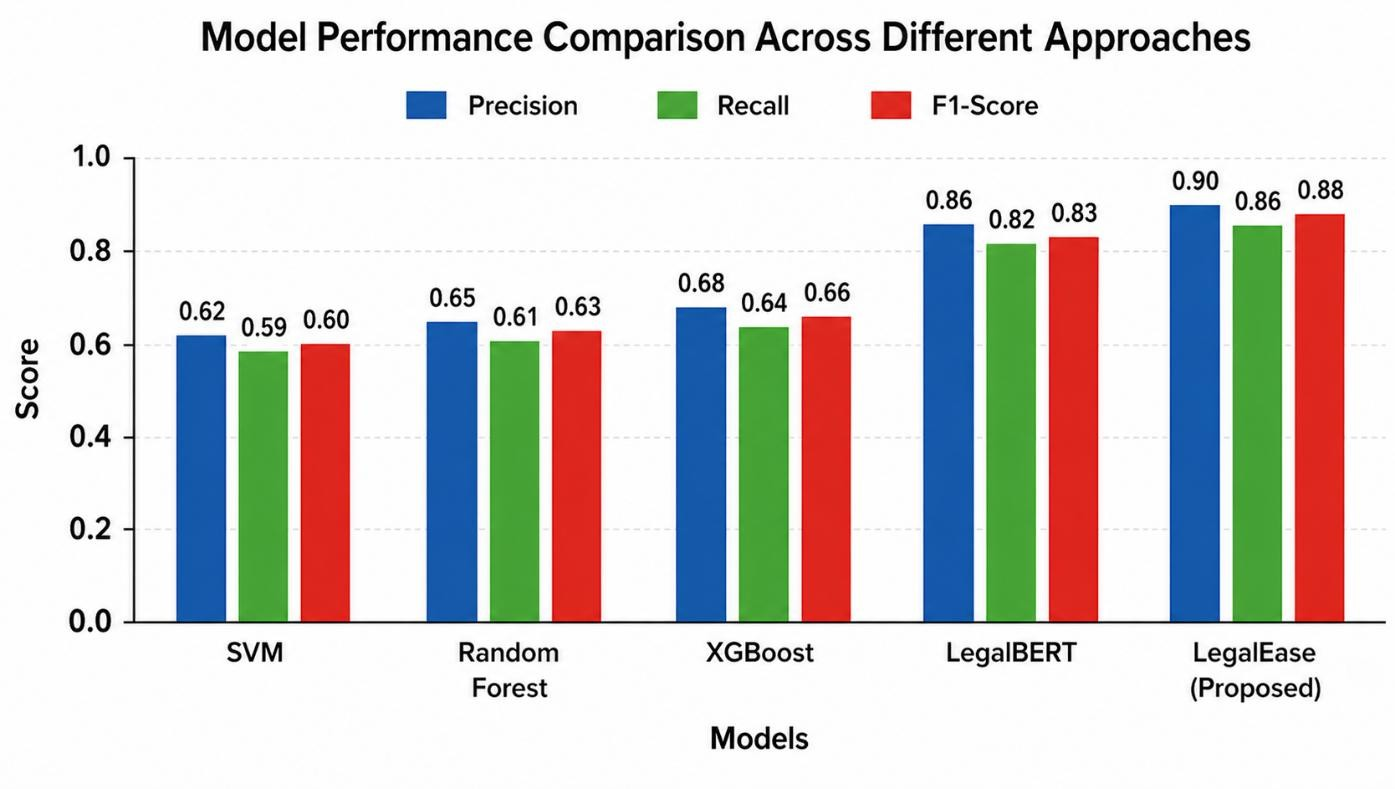 Model Performance Comparison Across Different Approaches
Precision Recall F1-Score
1.0
0.8
0.6
0.4
0.2
0.0
Score
0.62 0.59 0.60
0.65 0.61 0.63
0.68 0.64 0.66
0.86 0.82 0.83
0.90 0.86 0.88
SVM
Random
Forest
XGBoost
LegalBERT
LegalEase
(Proposed)
Models